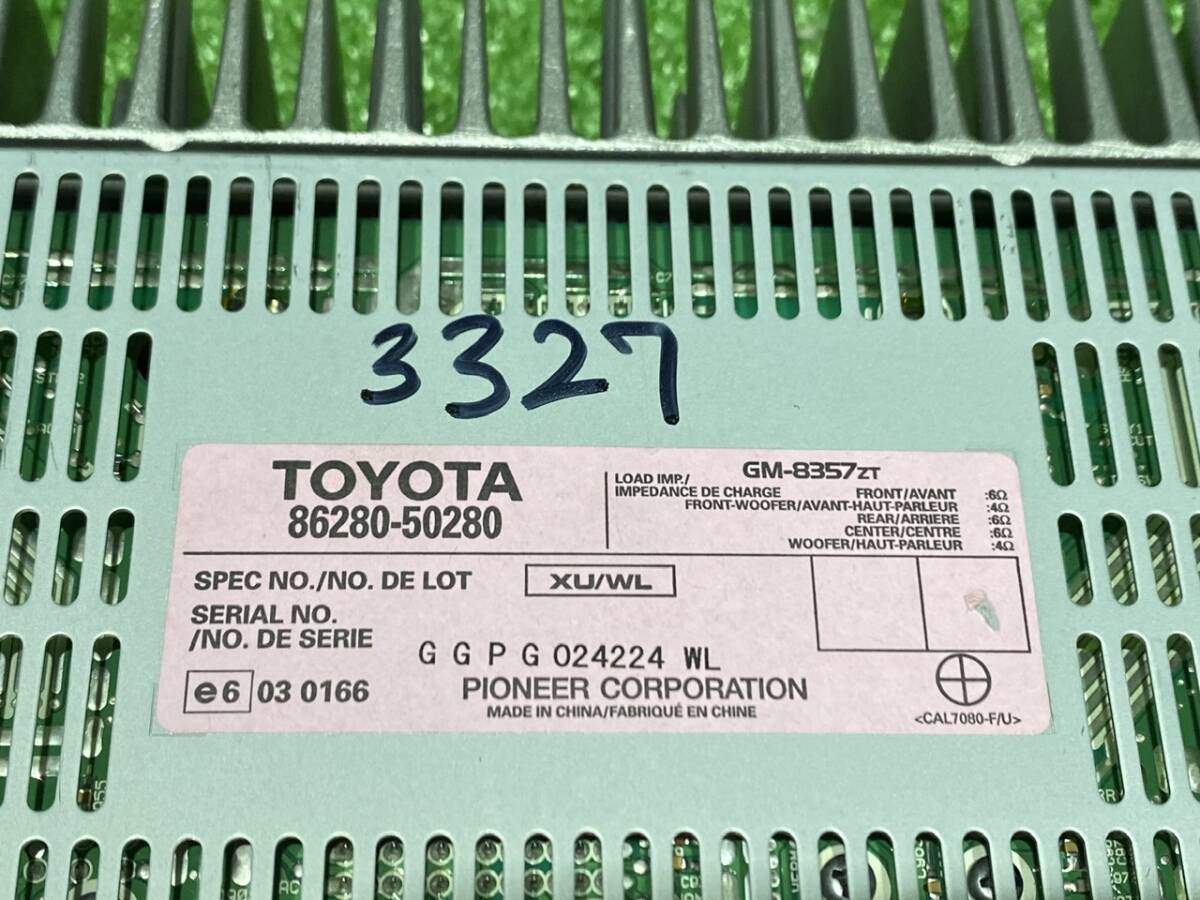 3327
TOYOTA
86280-50280
GM-8357ZT
LOAD IMP./
IMPEDANCE DE CHARGE
FRONT/AVANT :6Ω
FRONT-WOOFER/AVANT-HAUT-PARLEUR :4Ω
REAR/ARRIERE :6Ω
CENTER/CENTRE :6Ω
WOOFER/HAUT-PARLEUR :4Ω
SPEC NO./NO. DE LOT XU/WL
SERIAL NO.
/NO. DE SERIE
G G P G 024224 WL
e6 03 0166
PIONEER CORPORATION
MADE IN CHINA/FABRIQUÉ EN CHINE
<CAL7080-F/U>